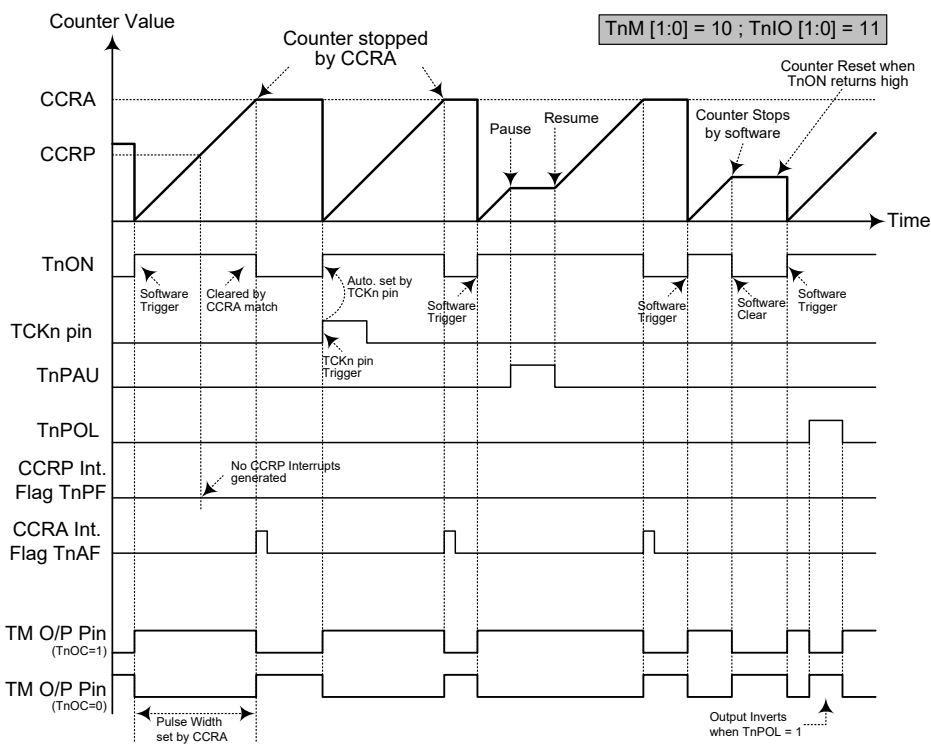 Counter Value
TnM [1:0] = 10 ; TnIO [1:0] = 11
Counter stopped
by CCRA
Counter Reset when
TnON returns high
CCRA
CCRP
Pause
Resume
Counter Stops
by software
Time
TnON
Software
Trigger
Cleared by
CCRA match
Auto. set by
TCKn pin
Software
Trigger
Software
Trigger
Software
Clear
Software
Trigger
TCKn pin
TCKn pin
Trigger
TnPAU
TnPOL
CCRP Int.
Flag TnPF
No CCRP Interrupts
generated
CCRA Int.
Flag TnAF
TM O/P Pin
(TnOC=1)
TM O/P Pin
(TnOC=0)
Pulse Width
set by CCRA
Output Inverts
when TnPOL = 1